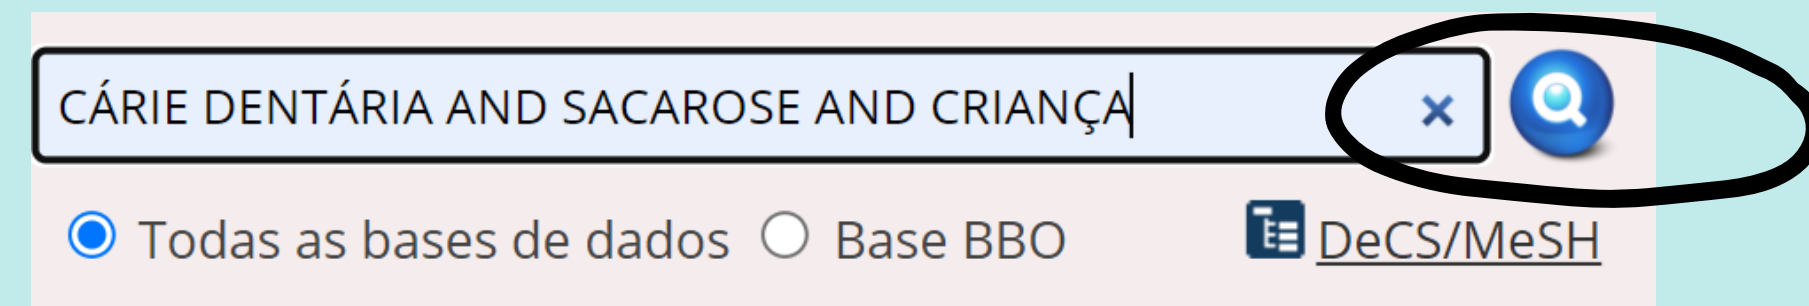 CÁRIE DENTÁRIA AND SACAROSE AND CRIANÇA
Todas as bases de dados Base BBO DeCS/MeSH